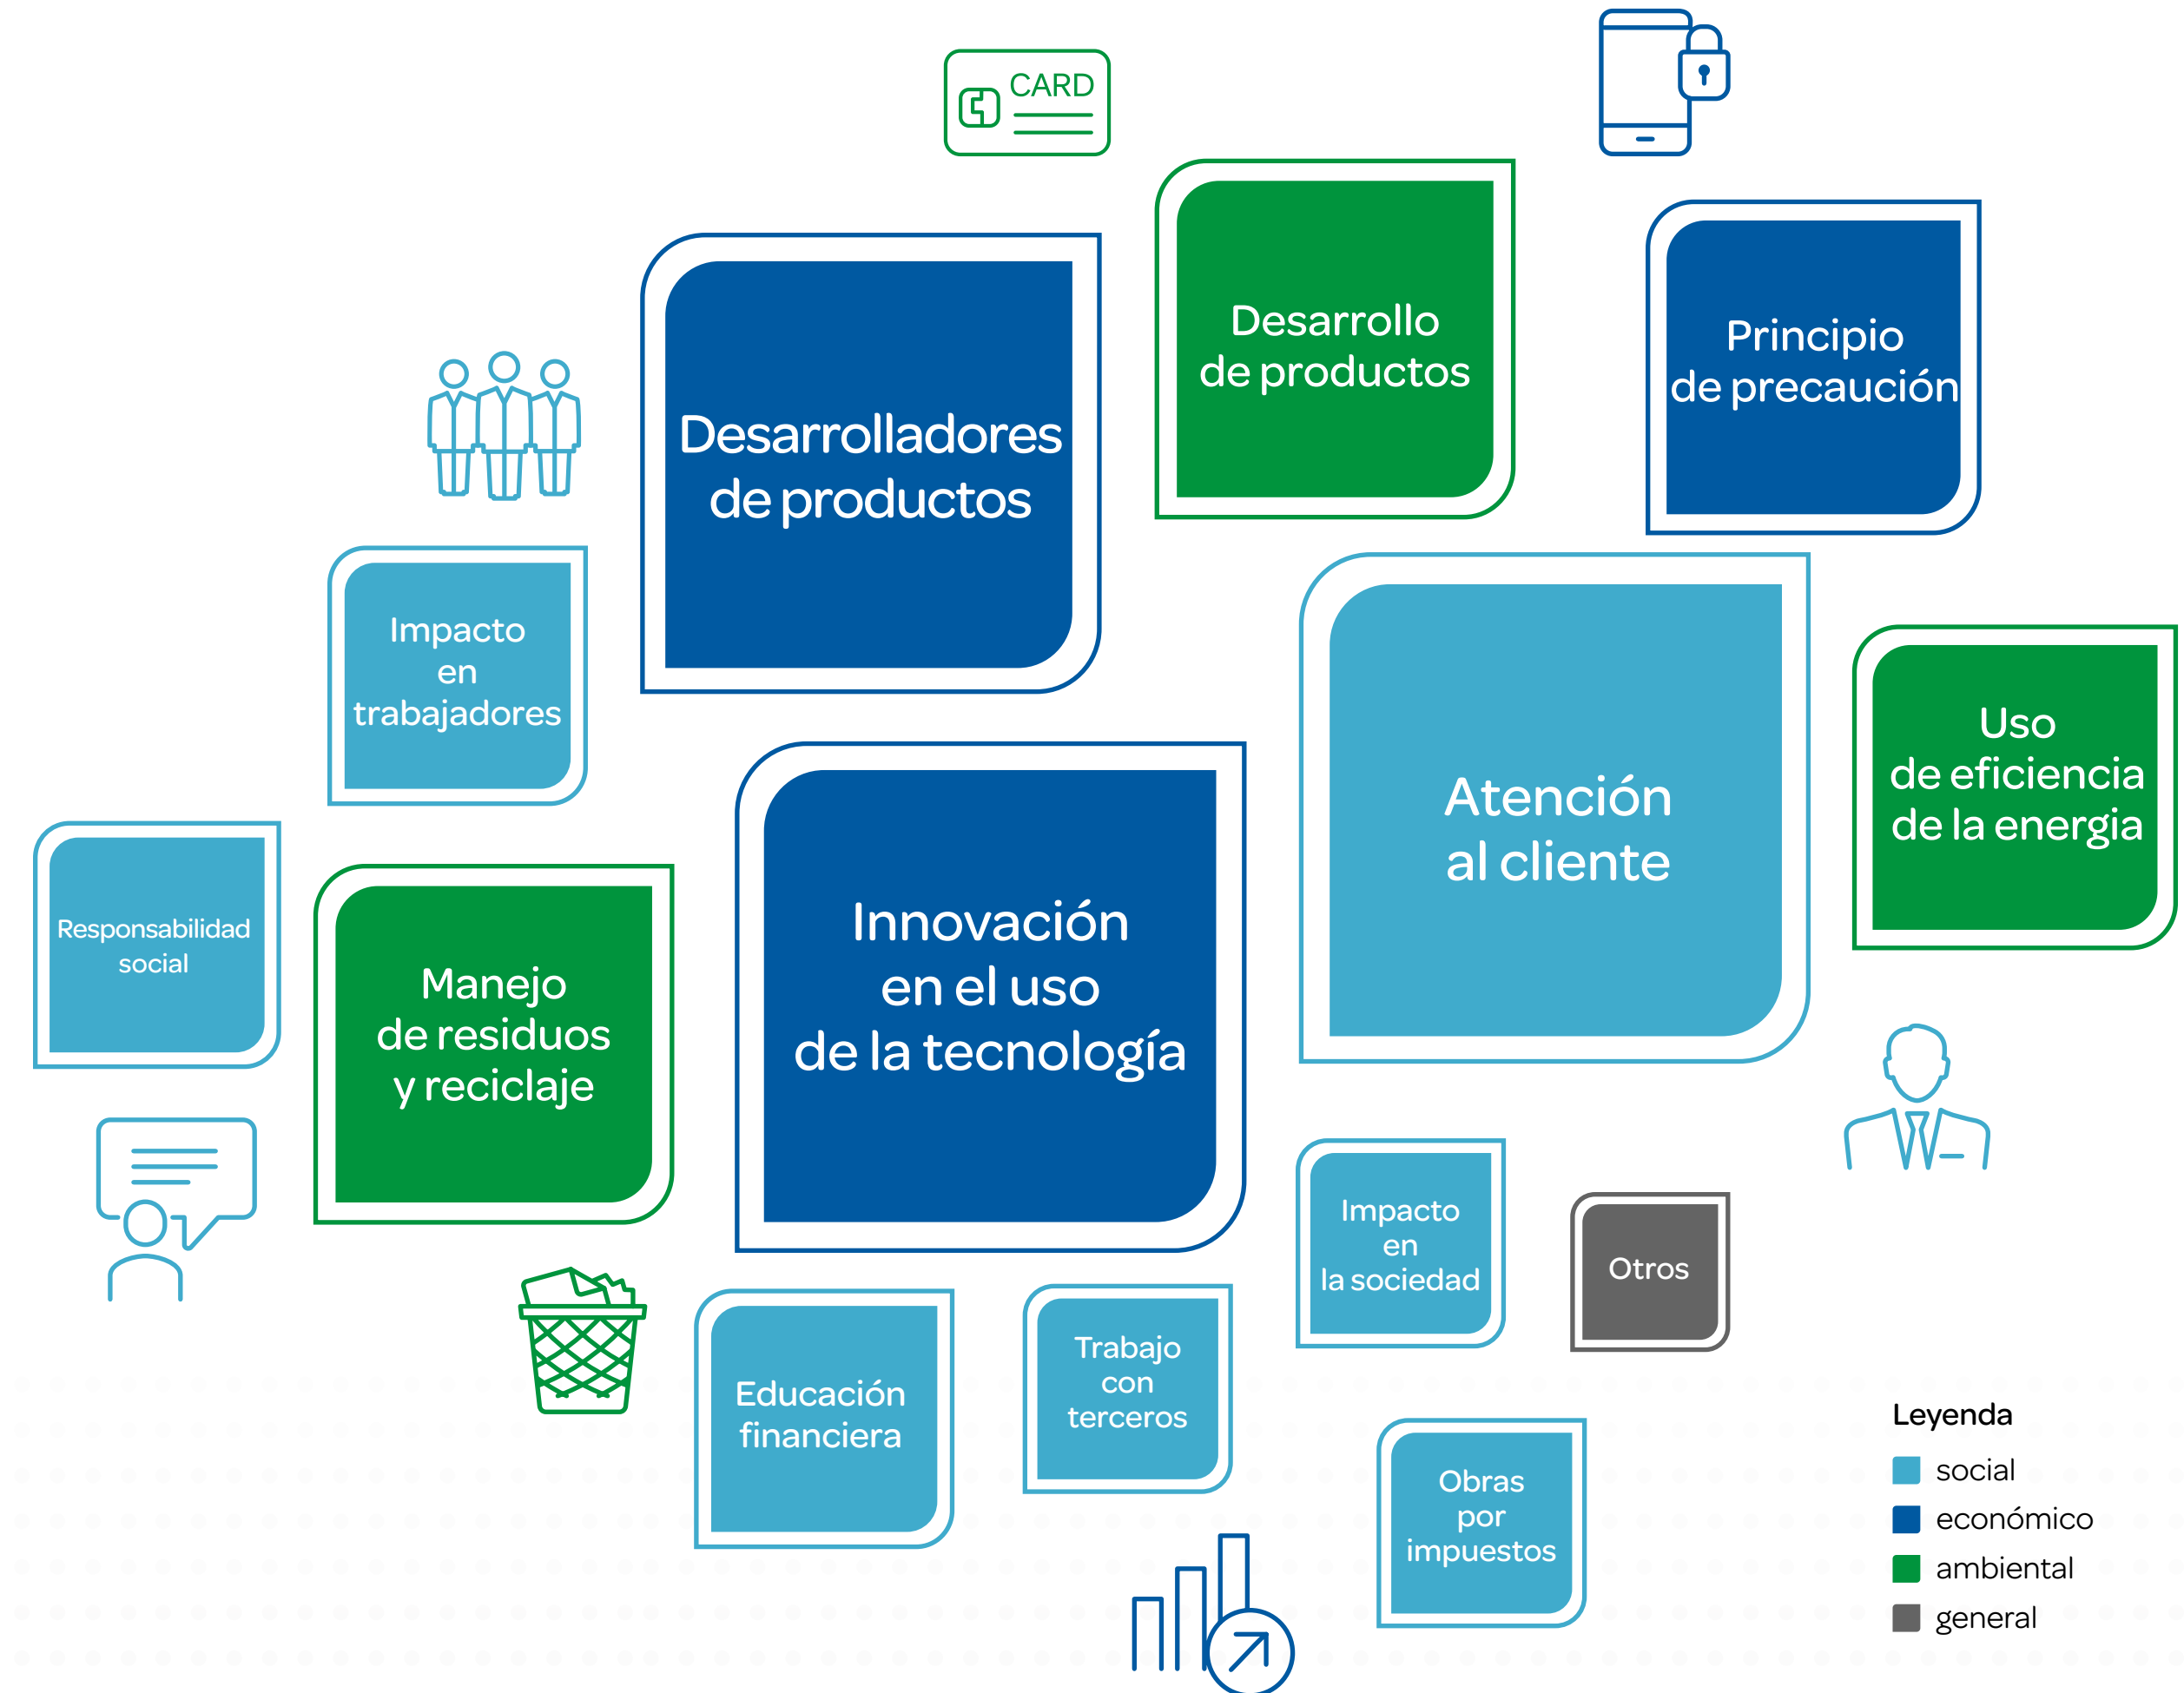 CARD
Desarrollo
de productos
Principio
de precaución
Desarrolladores
de productos
Impacto
en
trabajadores
Atención
al cliente
Uso
de eficiencia
de la energia
Responsabilidad
social
Manejo
de residuos
y reciclaje
Innovación
en el uso
de la tecnología
Impacto
en
la sociedad
Otros
Educación
financiera
Trabajo
con
terceros
Obras
por
impuestos
Leyenda
social
económico
ambiental
general